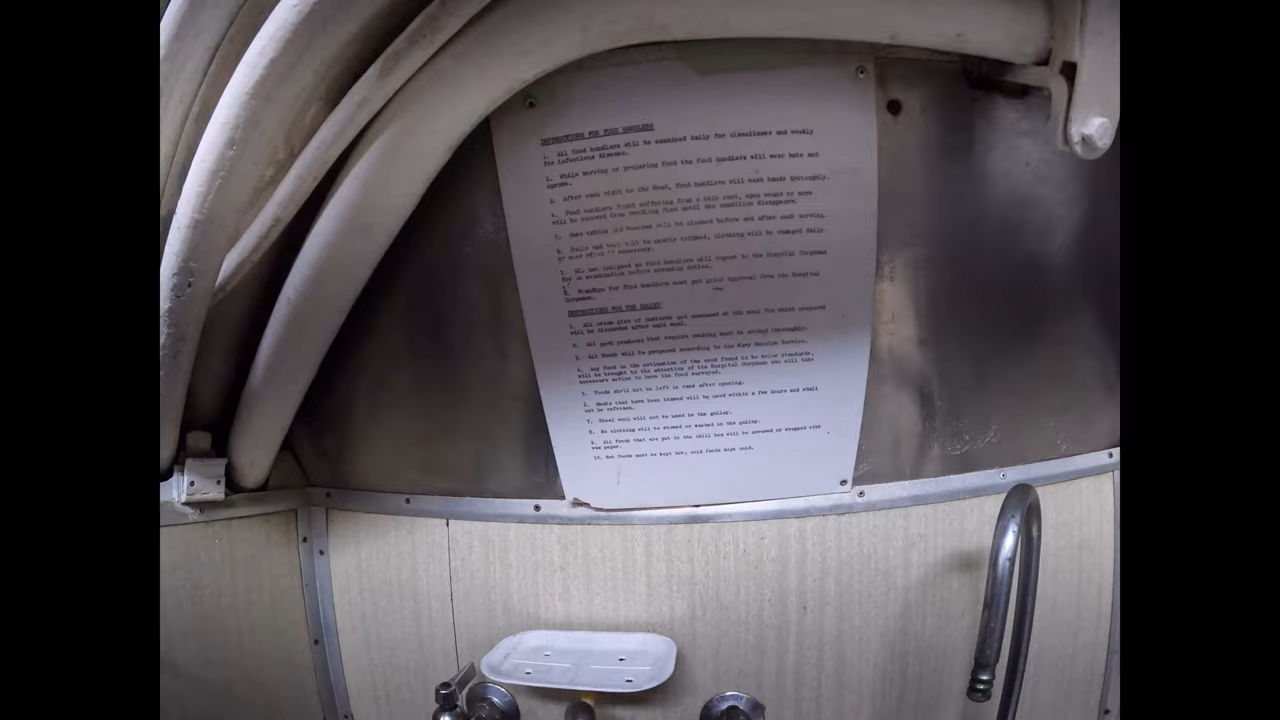 INSTRUCTIONS FOR FOOD HANDLERS
1. All food handlers will be examined daily for cleanliness and weekly
for infectious disease.
2. While serving or preparing food the food handlers will wear hats and
aprons.
3. After each visit to the Head, food handlers will wash hands thoroughly.
4. Food handlers found suffering from a skin rash, open wounds or sore
will be removed from handling food until the condition disappears.
5. Mess tables and benches will be cleaned before and after each serving.
6. Nails and hair will be neatly trimmed, clothing will be changed daily
or more often if necessary.
7. All men assigned as food handlers will report to the Hospital Corpsman
for an examination before assuming duties.
8. Standbys for food handlers must get prior approval from the Hospital
Corpsman.
INSTRUCTIONS FOR THE GALLEY
1. All cream pies or custards not consumed at the meal for which prepared
will be discarded after said meal.
2. All pork products that require cooking must be cooked thoroughly.
3. All foods will be prepared according to the Navy Recipe Service.
4. Any food in the estimation of the cook found to be below standards,
will be brought to the attention of the Hospital Corpsman who will take
necessary action to have the food surveyed.
5. Foods shall not be left in cans after opening.
6. Meats that have been thawed will be used within a few hours and shall
not be refrozen.
7. Steel wool will not be used in the galley.
8. No clothing will be stowed or washed in the galley.
9. All foods that are put in the chill box will be covered or wrapped with
wax paper.
10. Hot foods must be kept hot, cold foods kept cold.